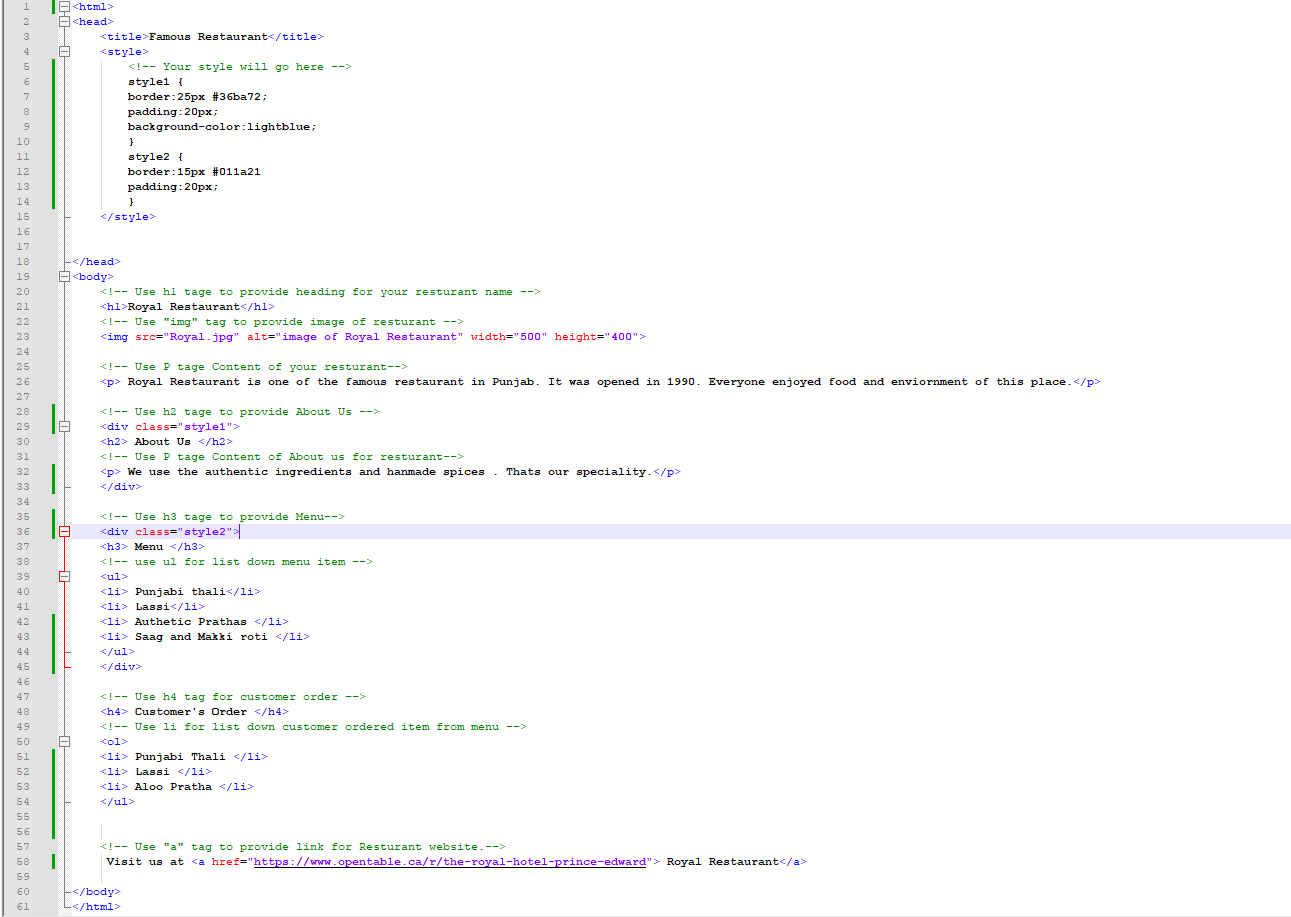 1 <html>
2 <head>
3 <title>Famous Restaurant</title>
4 <style>
5 <!-- Your style will go here -->
6 style1 {
7 border:25px #36ba72;
8 padding:20px;
9 background-color:lightblue;
10 }
11 style2 {
12 border:15px #011a21
13 padding:20px;
14 }
15 </style>
16
17
18 </head>
19 <body>
20 <!-- Use h1 tage to provide heading for your resturant name -->
21 <h1>Royal Restaurant</h1>
22 <!-- Use "img" tag to provide image of resturant -->
23 <img src="Royal.jpg" alt="image of Royal Restaurant" width="500" height="400">
24
25 <!-- Use P tage Content of your resturant-->
26 <p> Royal Restaurant is one of the famous restaurant in Punjab. It was opened in 1990. Everyone enjoyed food and enviornment of this place.</p>
27
28 <!-- Use h2 tage to provide About Us -->
29 <div class="style1">
30 <h2> About Us </h2>
31 <!-- Use P tage Content of About us for resturant-->
32 <p> We use the authentic ingredients and hanmade spices . Thats our speciality.</p>
33 </div>
34
35 <!-- Use h3 tage to provide Menu-->
36 <div class="style2">
37 <h3> Menu </h3>
38 <!-- use ul for list down menu item -->
39 <ul>
40 <li> Punjabi thali</li>
41 <li> Lassi</li>
42 <li> Authetic Prathas </li>
43 <li> Saag and Makki roti </li>
44 </ul>
45 </div>
46
47 <!-- Use h4 tag for customer order -->
48 <h4> Customer's Order </h4>
49 <!-- Use li for list down customer ordered item from menu -->
50 <ol>
51 <li> Punjabi Thali </li>
52 <li> Lassi </li>
53 <li> Aloo Pratha </li>
54 </ul>
55
56
57 <!-- Use "a" tag to provide link for Resturant website.-->
58 Visit us at <a href="https://www.opentable.ca/r/the-royal-hotel-prince-edward"> Royal Restaurant</a>
59
60 </body>
61 </html>